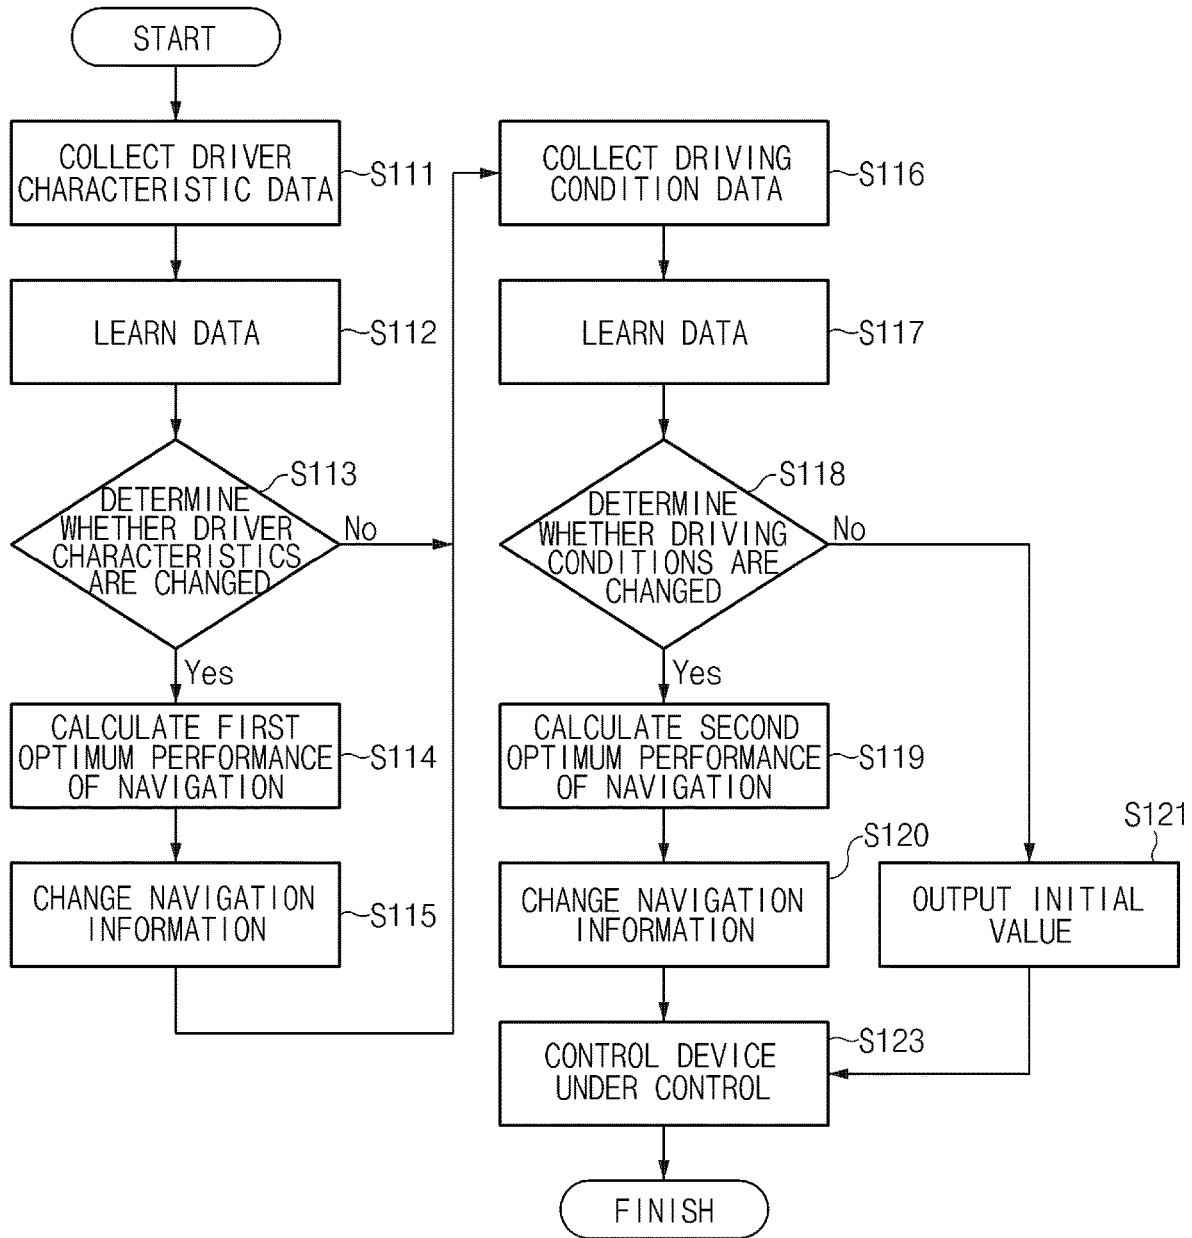 START
COLLECT DRIVER
CHARACTERISTIC DATA
S111
LEARN DATA
S112
S113
DETERMINE
WHETHER DRIVER
CHARACTERISTICS
ARE CHANGED
No
Yes
CALCULATE FIRST
OPTIMUM PERFORMANCE
OF NAVIGATION
S114
CHANGE NAVIGATION
INFORMATION
S115
COLLECT DRIVING
CONDITION DATA
S116
LEARN DATA
S117
S118
DETERMINE
WHETHER DRIVING
CONDITIONS ARE
CHANGED
No
Yes
CALCULATE SECOND
OPTIMUM PERFORMANCE
OF NAVIGATION
S119
S120
CHANGE NAVIGATION
INFORMATION
S121
OUTPUT INITIAL
VALUE
CONTROL DEVICE
UNDER CONTROL
S123
FINISH